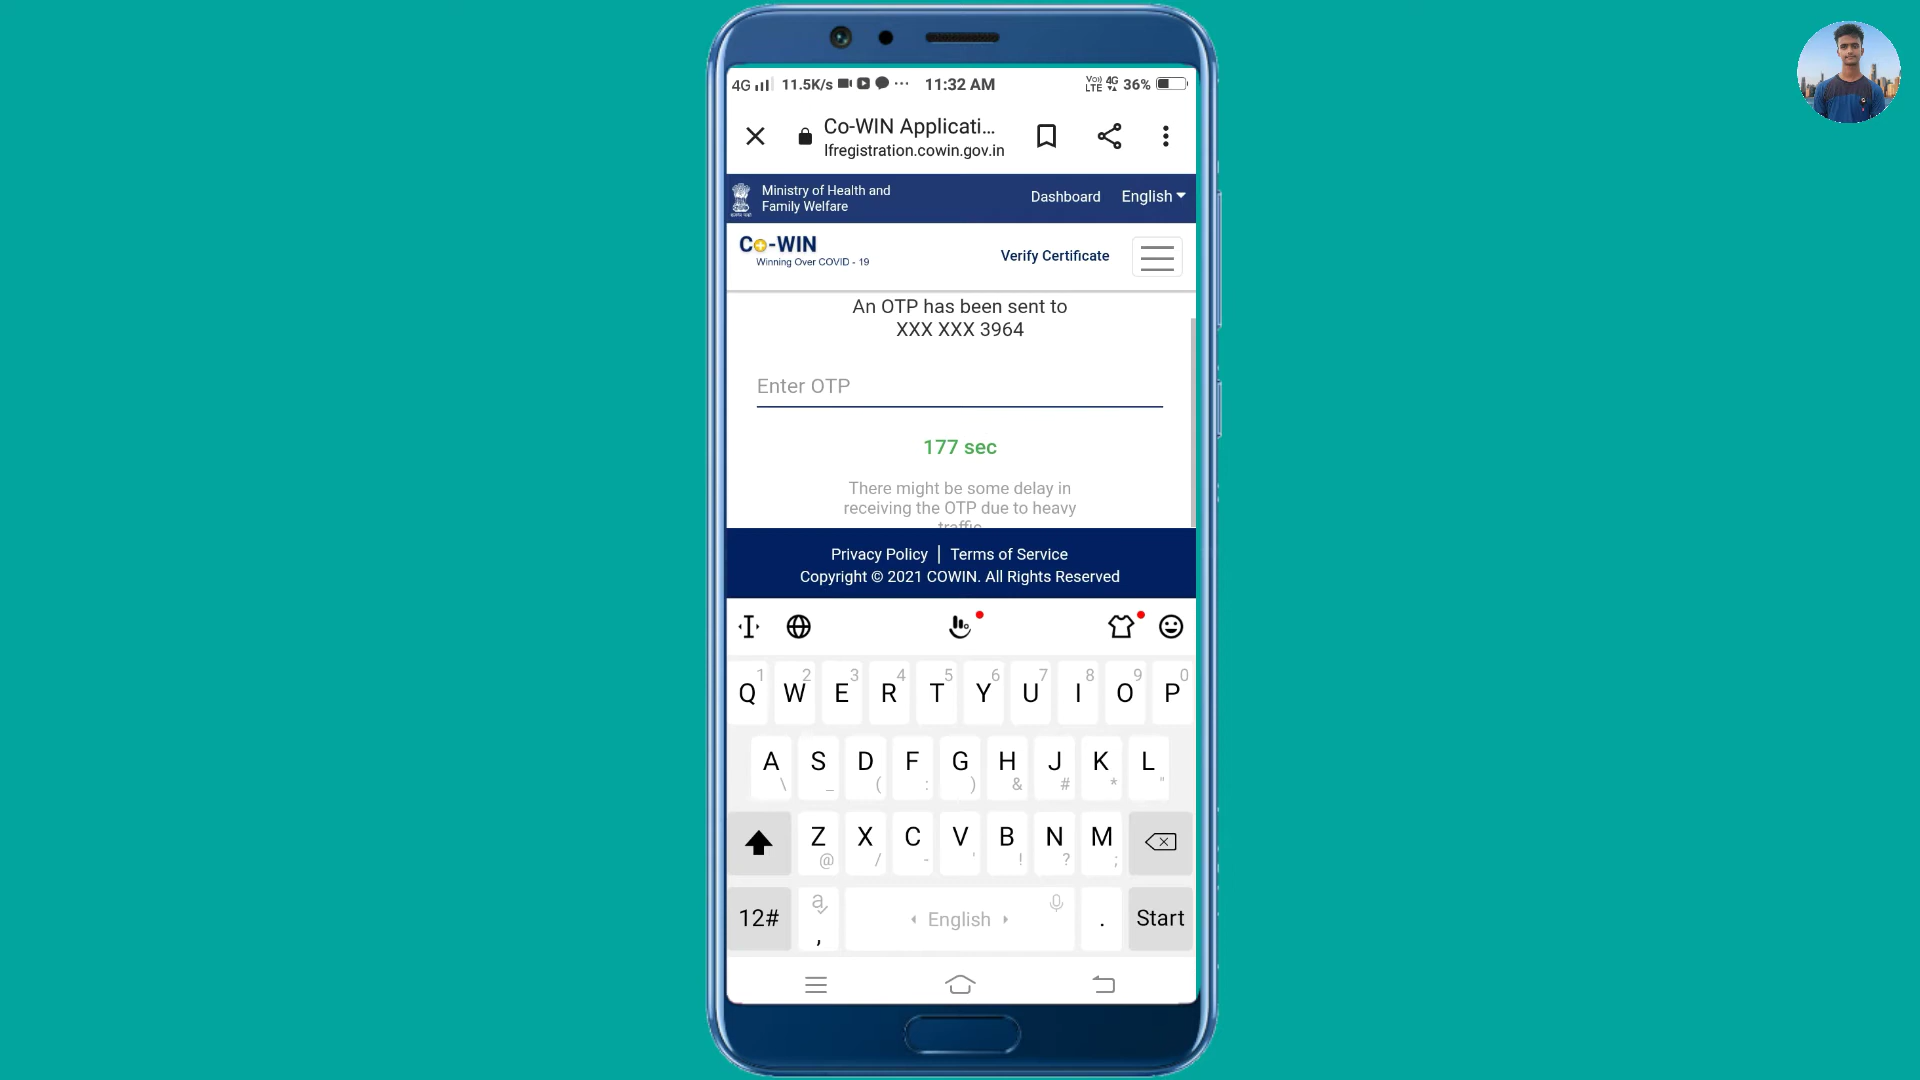 4G 11.5K/s ... 11:32 AM VoI) LTE 4G 36%
Co-WIN Applicati...
lfregistration.cowin.gov.in
Ministry of Health and
Family Welfare
Dashboard English
Co-WIN
Winning Over COVID - 19
Verify Certificate
An OTP has been sent to
XXX XXX 3964
Enter OTP
177 sec
There might be some delay in
receiving the OTP due to heavy
traffic
Privacy Policy | Terms of Service
Copyright © 2021 COWIN. All Rights Reserved
1 2 3 4 5 6 7 8 9 0
Q W E R T Y U I O P
A S D F G H J K L
\ _ ( : ) & # * "
Z X C V B N M
@ / - ' ! ? ;
12# , English . Start